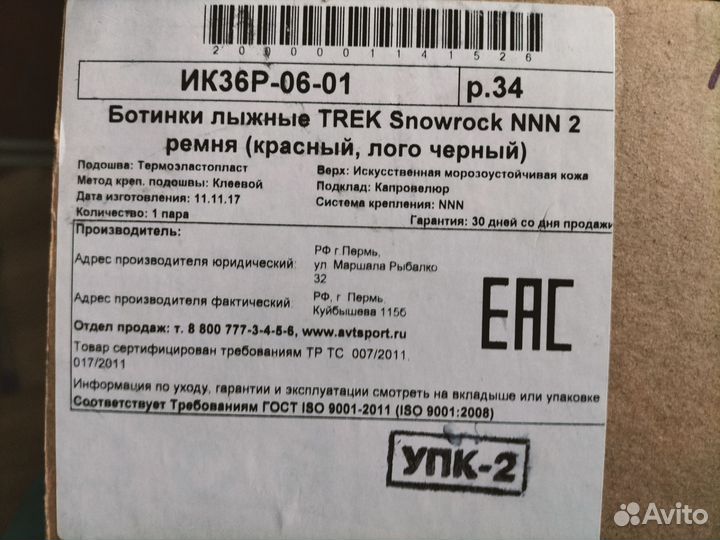 2000001141526
ИК36Р-06-01
р.34
Ботинки лыжные TREK Snowrock NNN 2
ремня (красный, лого черный)
Подошва: Термоэластопласт
Метод креп. подошвы: Клеевой
Дата изготовления: 11.11.17
Количество: 1 пара
Верх: Искусственная морозоустойчивая кожа
Подклад: Капровелюр
Система крепления: NNN
Гарантия: 30 дней со дня продажи
Производитель:
Адрес производителя юридический:
РФ г.Пермь,
ул Маршала Рыбалко
32
Адрес производителя фактический:
РФ, г. Пермь,
Куйбышева 115б
Отдел продаж: т. 8 800 777-3-4-5-6, www.avtsport.ru
Товар сертифицирован требованиям ТР ТС 007/2011,
017/2011
Информация по уходу, гарантии и эксплуатации смотреть на вкладыше или упаковке
Соответствует Требованиям ГОСТ ISO 9001-2011 (ISO 9001:2008)
ЕАС
УПК-2
Avito